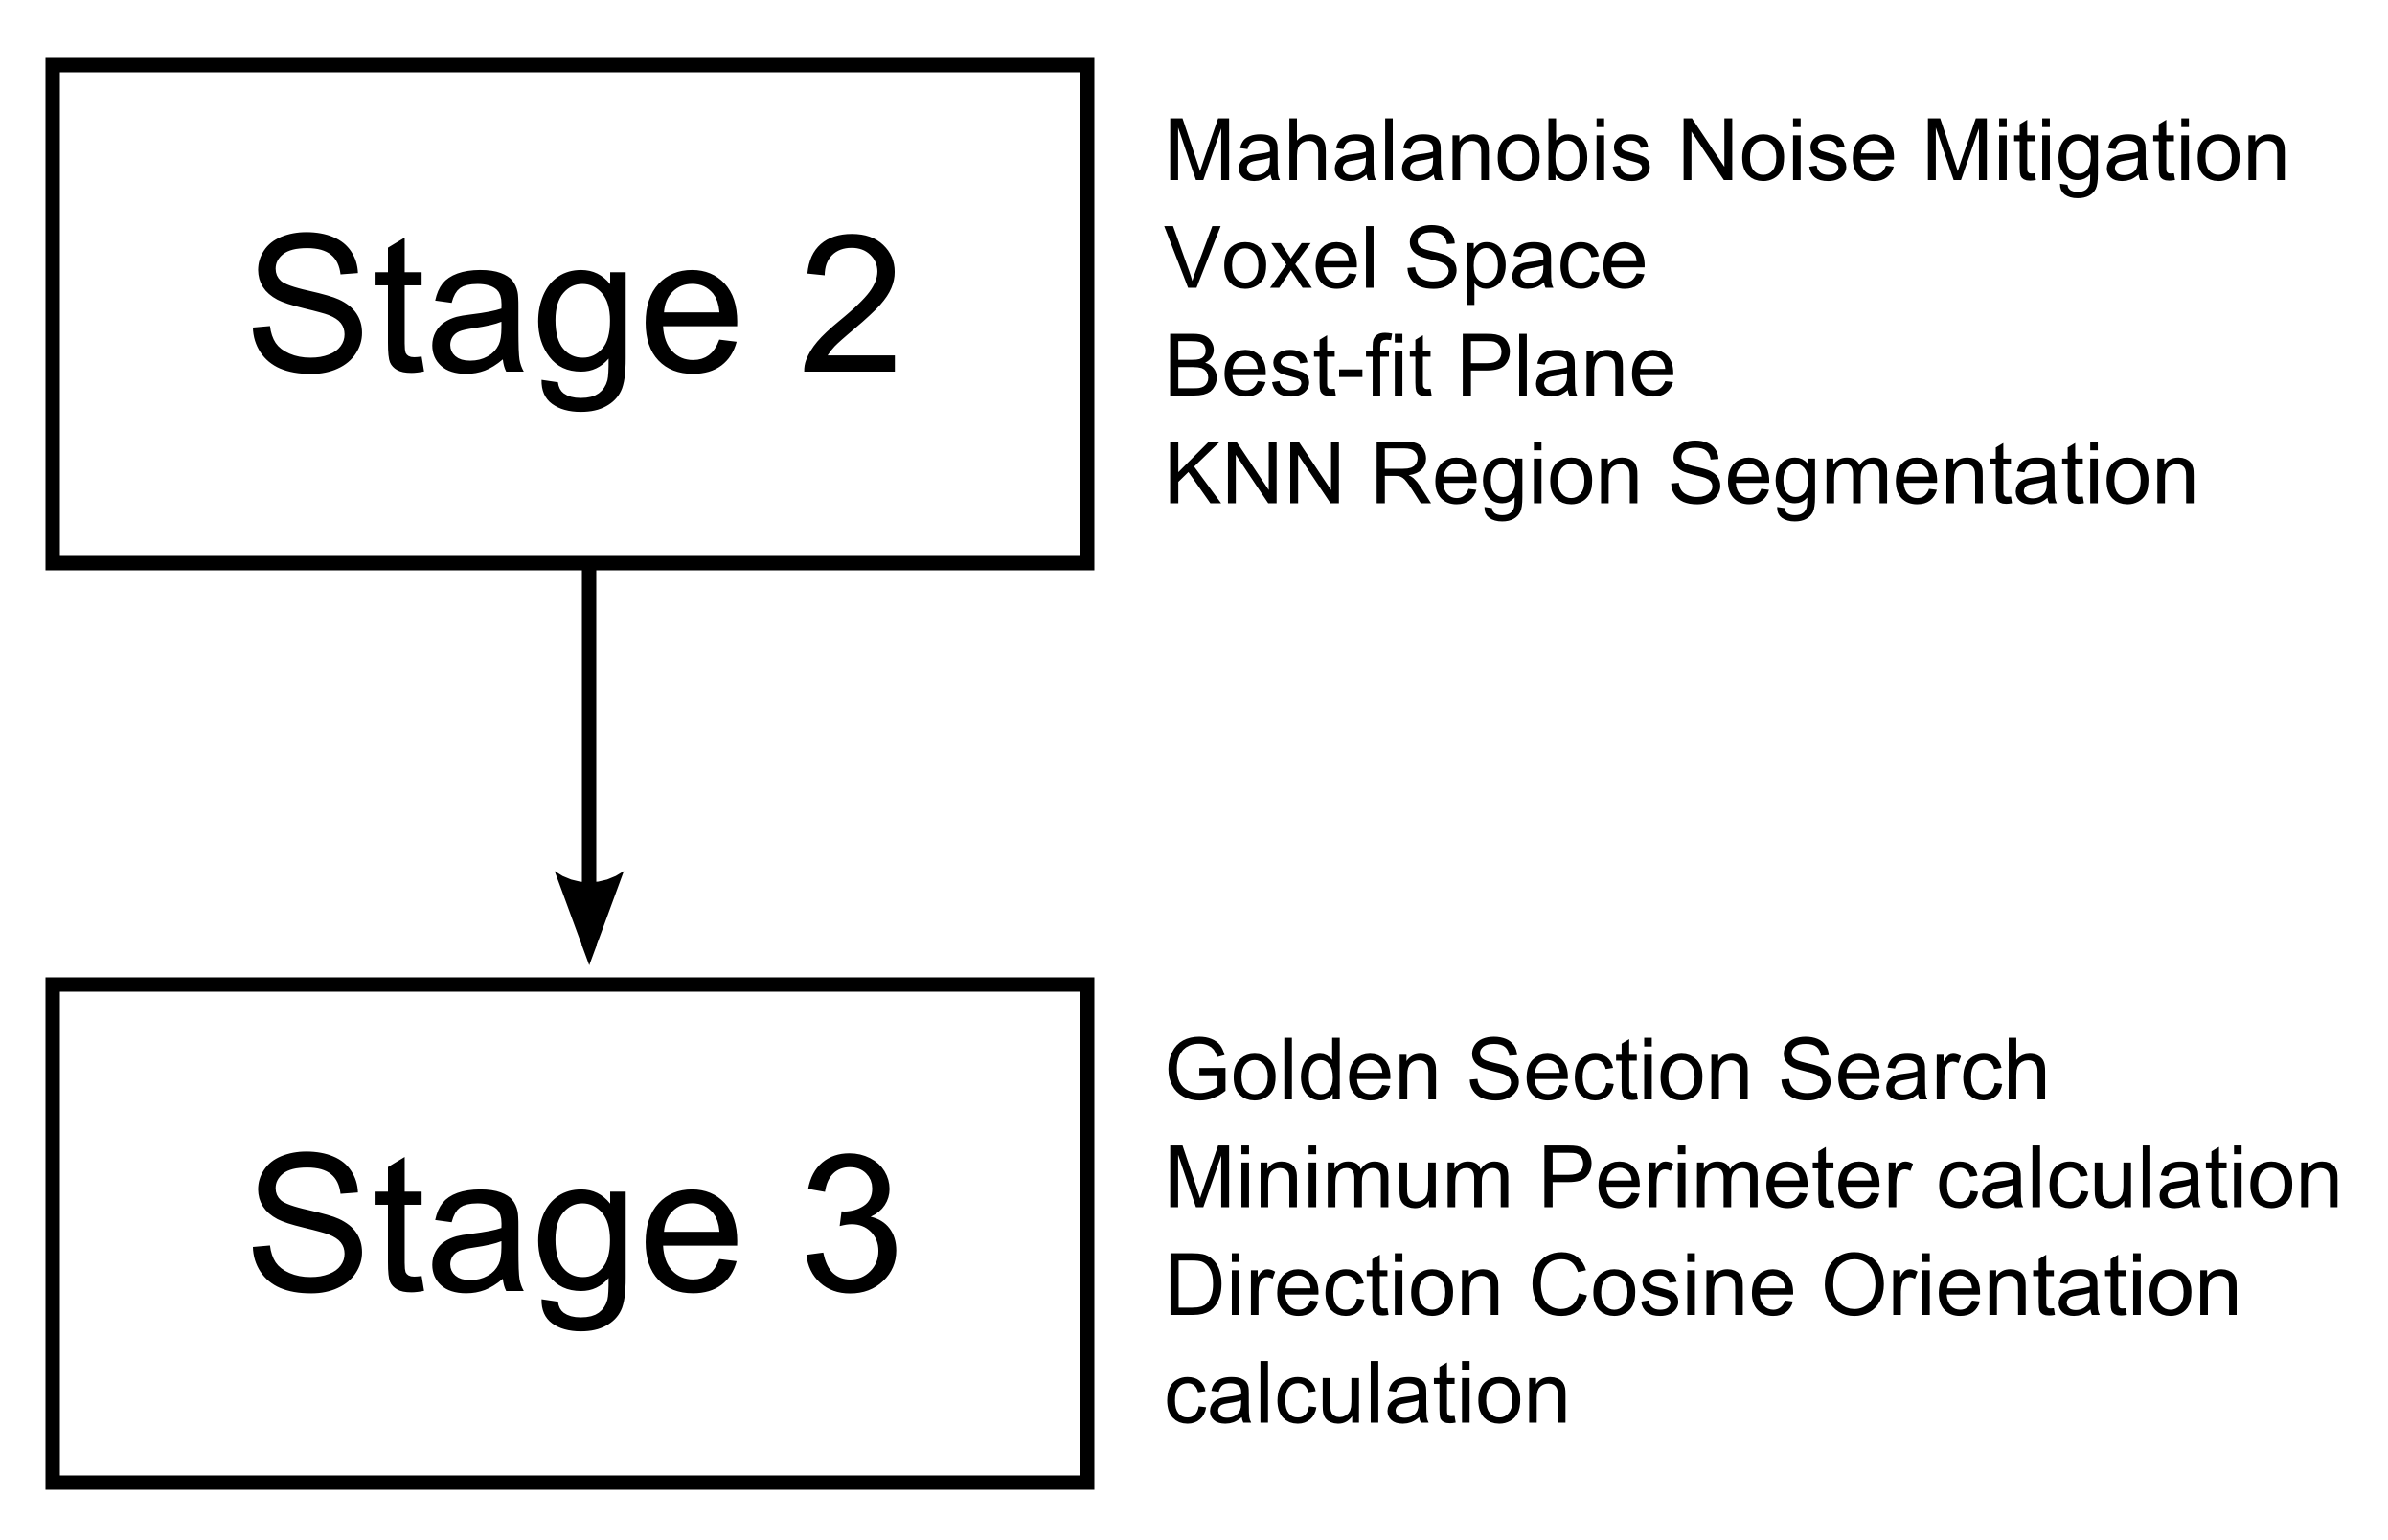 Stage 2
Mahalanobis Noise Mitigation
Voxel Space
Best-fit Plane
KNN Region Segmentation
Stage 3
Golden Section Search
Minimum Perimeter calculation
Direction Cosine Orientation
calculation